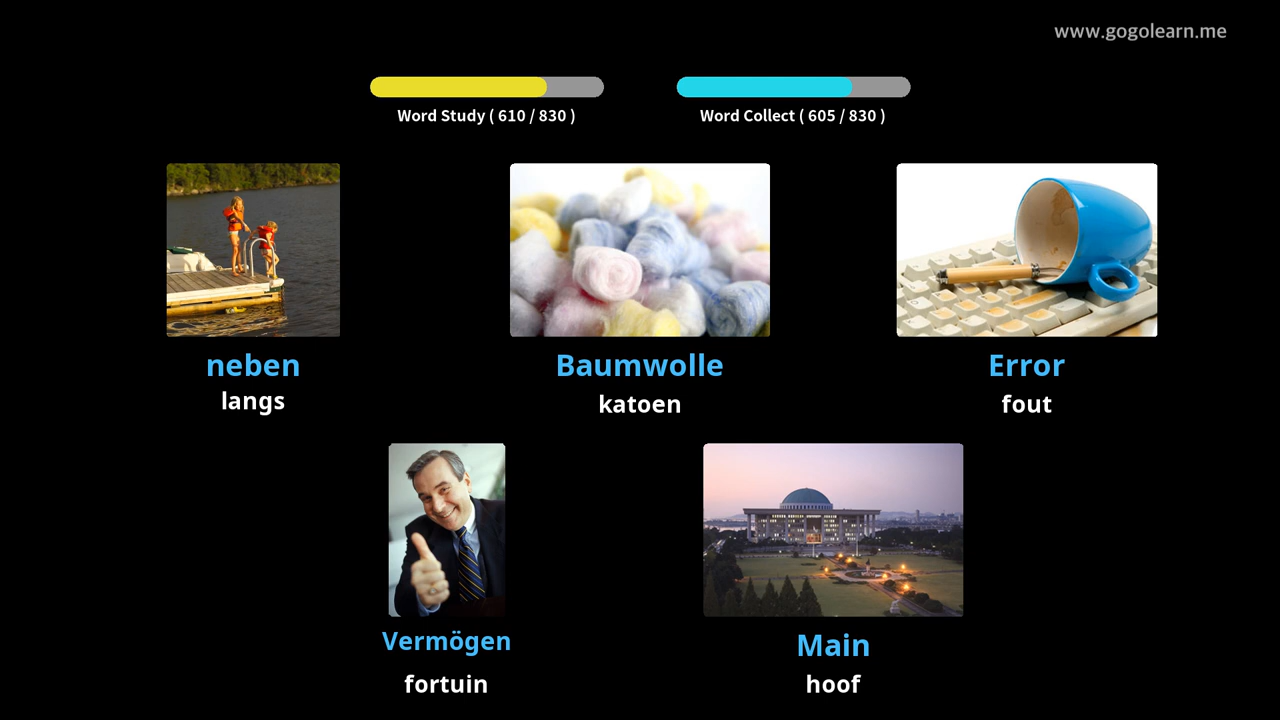 www.gogolearn.me
Word Study ( 610 / 830 )
Word Collect ( 605 / 830 )
neben
langs
Baumwolle
katoen
Error
fout
Vermögen
fortuin
Main
hoof